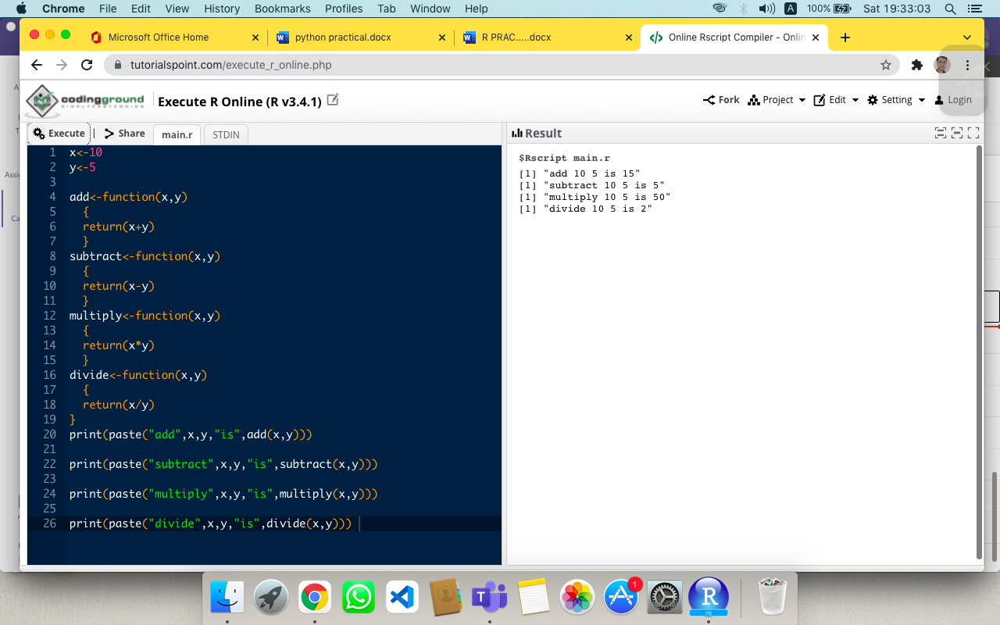 Chrome File Edit View History Bookmarks Profiles Tab Window Help A 100% Sat 19:33:03
Microsoft Office Home python practical.docx R PRAC.....docx Online Rscript Compiler - Onlin
tutorialspoint.com/execute_r_online.php
codingground
SIMPLEASYCODING
Execute R Online (R v3.4.1)
Fork Project Edit Setting Login
Execute | Share main.r STDIN
Result
1 x<-10
2 y<-5
3
4 add<-function(x,y)
5 {
6 return(x+y)
7 }
8 subtract<-function(x,y)
9 {
10 return(x-y)
11 }
12 multiply<-function(x,y)
13 {
14 return(x*y)
15 }
16 divide<-function(x,y)
17 {
18 return(x/y)
19 }
20 print(paste("add",x,y,"is",add(x,y)))
21
22 print(paste("subtract",x,y,"is",subtract(x,y)))
23
24 print(paste("multiply",x,y,"is",multiply(x,y)))
25
26 print(paste("divide",x,y,"is",divide(x,y)))
$Rscript main.r
[1] "add 10 5 is 15"
[1] "subtract 10 5 is 5"
[1] "multiply 10 5 is 50"
[1] "divide 10 5 is 2"
A
T
Assig
Ca
1
R
raj